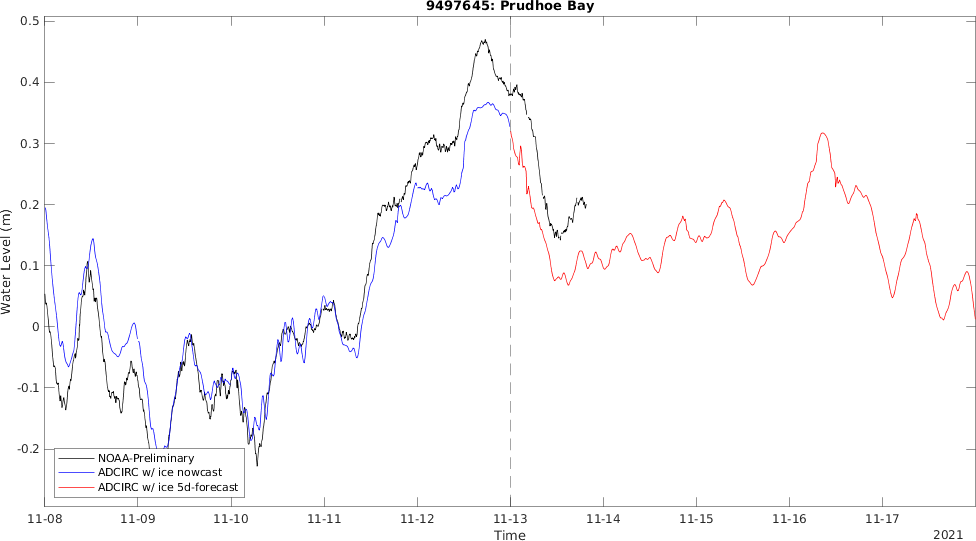 9497645: Prudhoe Bay
0.5
0.4
0.3
0.2
0.1
0
-0.1
-0.2
Water Level (m)
NOAA-Preliminary
ADCIRC w/ ice nowcast
ADCIRC w/ ice 5d-forecast
11-08 11-09 11-10 11-11 11-12 11-13 11-14 11-15 11-16 11-17
Time
2021